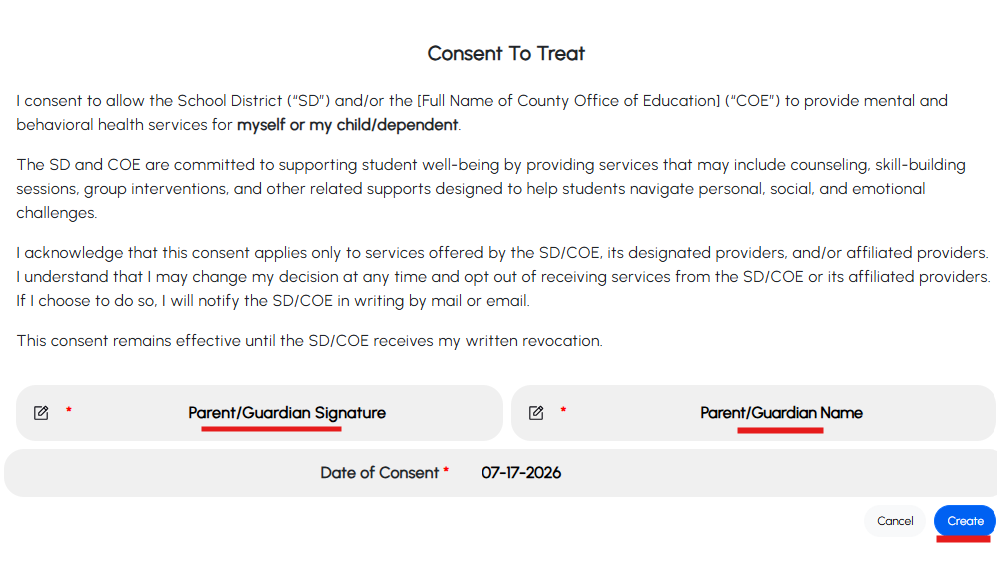 Consent To Treat
I consent to allow the School District (“SD”) and/or the [Full Name of County Office of Education] (“COE”) to provide mental and
behavioral health services for myself or my child/dependent.
The SD and COE are committed to supporting student well-being by providing services that may include counseling, skill-building
sessions, group interventions, and other related supports designed to help students navigate personal, social, and emotional
challenges.
I acknowledge that this consent applies only to services offered by the SD/COE, its designated providers, and/or affiliated providers.
I understand that I may change my decision at any time and opt out of receiving services from the SD/COE or its affiliated providers.
If I choose to do so, I will notify the SD/COE in writing by mail or email.
This consent remains effective until the SD/COE receives my written revocation.
* Parent/Guardian Signature * Parent/Guardian Name
Date of Consent * 07-17-2026
Cancel Create